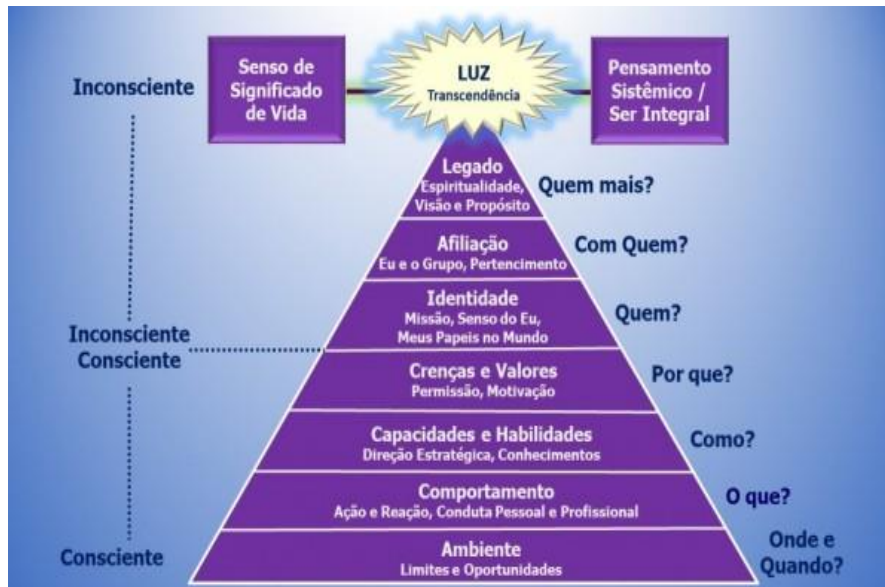 Inconsciente
Senso de
Significado
de Vida
LUZ
Transcendência
Pensamento
Sistêmico /
Ser Integral
Legado
Espiritualidade,
Visão e Propósito
Quem mais?
Afiliação
Eu e o Grupo, Pertencimento
Com Quem?
Identidade
Missão, Senso do Eu,
Meus Papeis no Mundo
Quem?
Inconsciente
Consciente
Crenças e Valores
Permissão, Motivação
Por que?
Capacidades e Habilidades
Direção Estratégica, Conhecimentos
Como?
Comportamento
Ação e Reação, Conduta Pessoal e Profissional
O que?
Consciente
Ambiente
Limites e Oportunidades
Onde e
Quando?